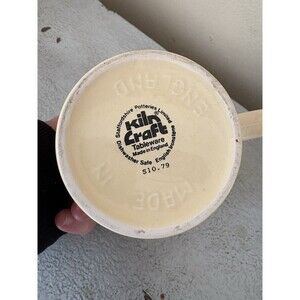 Staffordshire Potteries Limited
Kiln
Craft
Tableware
Made in England
Dishwasher Safe English Ironstone
S10.79
MADE IN
ENGLAND